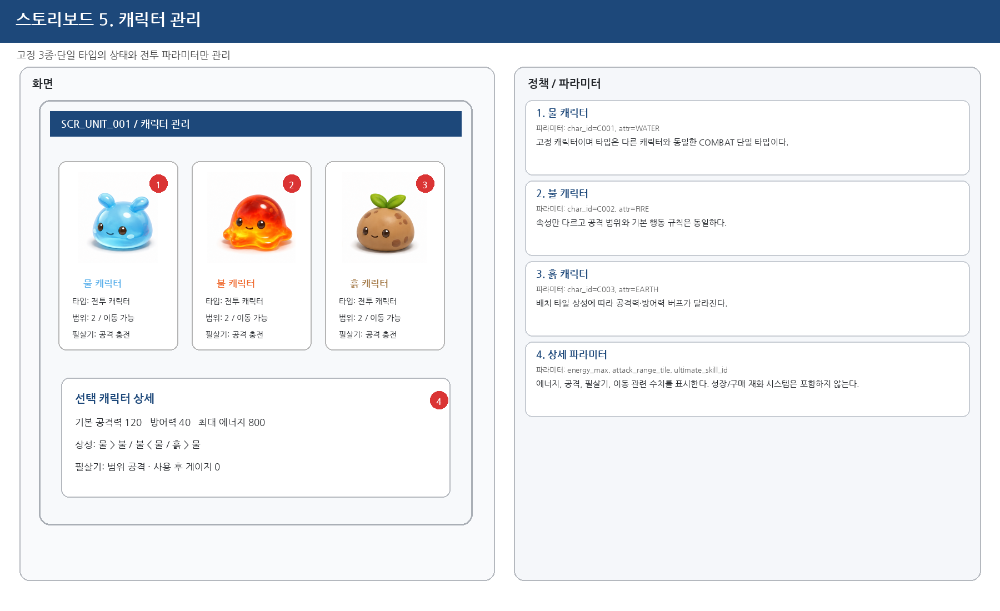 스토리보드 5. 캐릭터 관리
고정 3종·단일 타입의 상태와 전투 파라미터만 관리
화면
SCR_UNIT_001 / 캐릭터 관리
1
물 캐릭터
타입: 전투 캐릭터
범위: 2 / 이동 가능
필살기: 공격 충전
2
불 캐릭터
타입: 전투 캐릭터
범위: 2 / 이동 가능
필살기: 공격 충전
3
흙 캐릭터
타입: 전투 캐릭터
범위: 2 / 이동 가능
필살기: 공격 충전
선택 캐릭터 상세
4
기본 공격력 120 방어력 40 최대 에너지 800
상성: 물 > 불 / 불 < 물 / 흙 > 물
필살기: 범위 공격 · 사용 후 게이지 0
정책 / 파라미터
1. 물 캐릭터
파라미터: char_id=C001, attr=WATER
고정 캐릭터이며 타입은 다른 캐릭터와 동일한 COMBAT 단일 타입이다.
2. 불 캐릭터
파라미터: char_id=C002, attr=FIRE
속성만 다르고 공격 범위와 기본 행동 규칙은 동일하다.
3. 흙 캐릭터
파라미터: char_id=C003, attr=EARTH
배치 타일 상성에 따라 공격력·방어력 버프가 달라진다.
4. 상세 파라미터
파라미터: energy_max, attack_range_tile, ultimate_skill_id
에너지, 공격, 필살기, 이동 관련 수치를 표시한다. 성장/구매 재화 시스템은 포함하지 않는다.